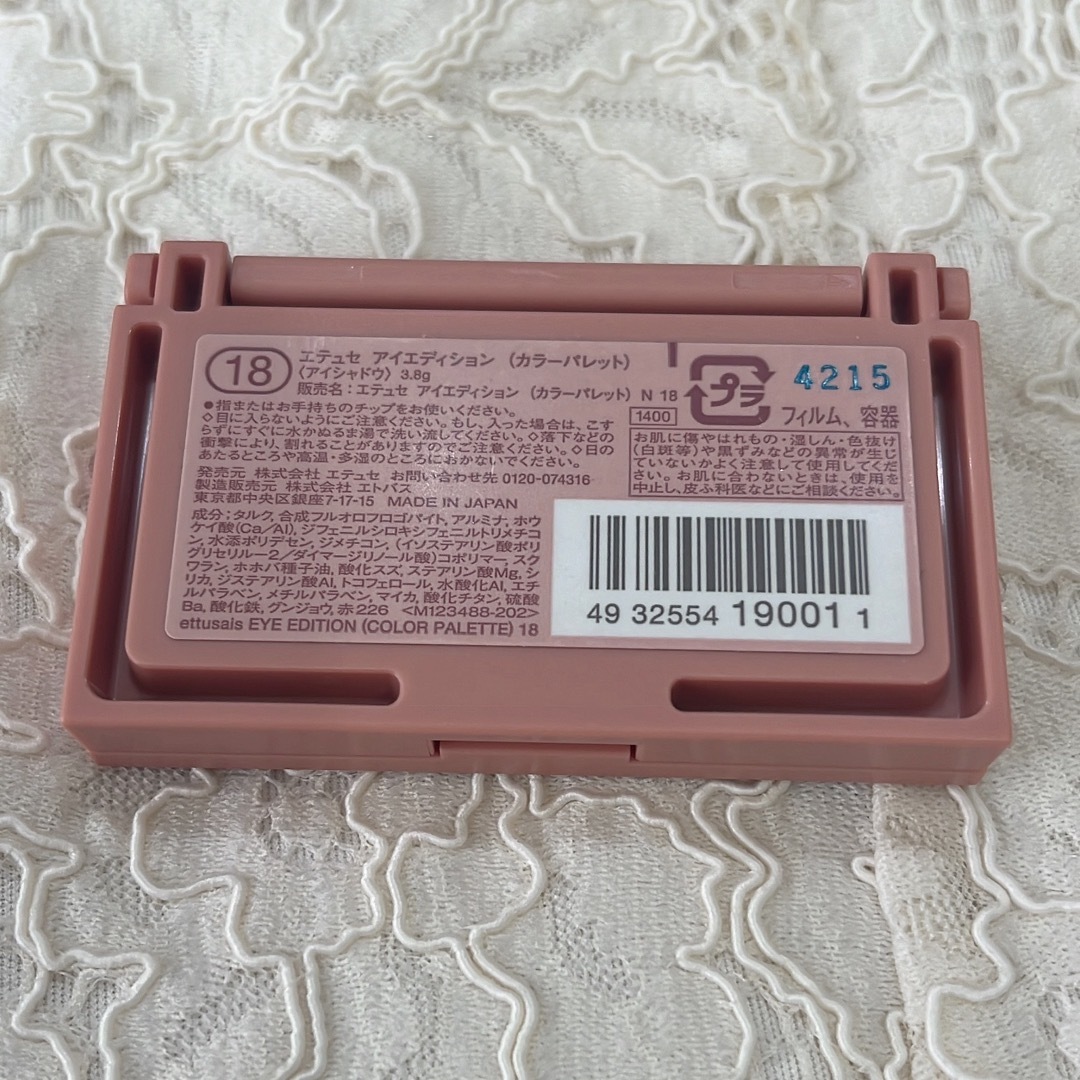 18
エテュセ アイエディション （カラーパレット）
〈アイシャドウ〉 3.8g
販売名：エテュセ アイエディション （カラーパレット） N 18
●指またはお手持ちのチップをお使いください。
◇目に入らないようにご注意ください。もし、入った場合は、こす
らずにすぐに水かぬるま湯で洗い流してください。◇落下などの
衝撃により、割れることがありますのでご注意ください。◇日の
あたるところや高温・多湿のところにおかないでください。
発売元 株式会社 エテュセ お問い合わせ先 0120-074316
製造販売元 株式会社 エトバス
東京都中央区銀座7-17-15 MADE IN JAPAN
成分；タルク, 合成フルオロフロゴパイト, アルミナ, ホウ
ケイ酸(Ca/Al), ジフェニルシロキシフェニルトリメチコ
ン, 水添ポリデセン, ジメチコン, （イソステアリン酸ポリ
グリセリル－2／ダイマージリノール酸）コポリマー, スク
ワラン, ホホバ種子油, 酸化スズ, ステアリン酸Mg, シ
リカ, ジステアリン酸Al, トコフェロール, 水酸化Al, エチ
ルパラベン, メチルパラベン, マイカ, 酸化チタン, 硫酸
Ba, 酸化鉄, グンジョウ, 赤226 <M123488-202>
ettusais EYE EDITION (COLOR PALETTE) 18
プラ
4215
1400
フィルム、容器
お肌に傷やはれもの・湿しん・色抜け
(白斑等)や黒ずみなどの異常が生じ
ていないかよく注意して使用してくだ
さい。お肌に合わないときは、使用を
中止し、皮ふ科医などにご相談ください。
49 32554 19001 1